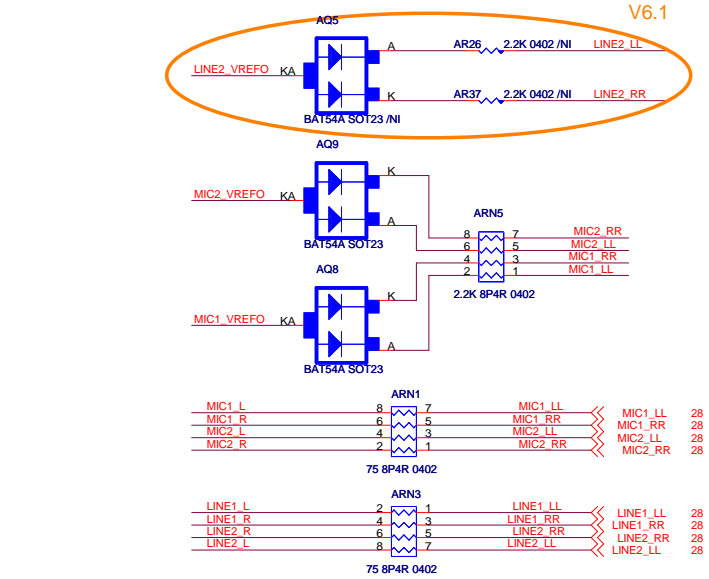 V6.1
AQ5
A AR26 2.2K 0402 /NI LINE2_LL
LINE2_VREFO KA
K AR37 2.2K 0402 /NI LINE2_RR
BAT54A SOT23 /NI
AQ9
K
MIC2_VREFO KA
A
BAT54A SOT23
ARN5
8 7 MIC2_RR
6 5 MIC2_LL
4 3 MIC1_RR
2 1 MIC1_LL
2.2K 8P4R 0402
AQ8
K
MIC1_VREFO KA
A
BAT54A SOT23
ARN1
MIC1_L 8 7 MIC1_LL MIC1_LL 28
MIC1_R 6 5 MIC1_RR MIC1_RR 28
MIC2_L 4 3 MIC2_LL MIC2_LL 28
MIC2_R 2 1 MIC2_RR MIC2_RR 28
75 8P4R 0402
ARN3
LINE1_L 2 1 LINE1_LL LINE1_LL 28
LINE1_R 4 3 LINE1_RR LINE1_RR 28
LINE2_R 6 5 LINE2_RR LINE2_RR 28
LINE2_L 8 7 LINE2_LL LINE2_LL 28
75 8P4R 0402